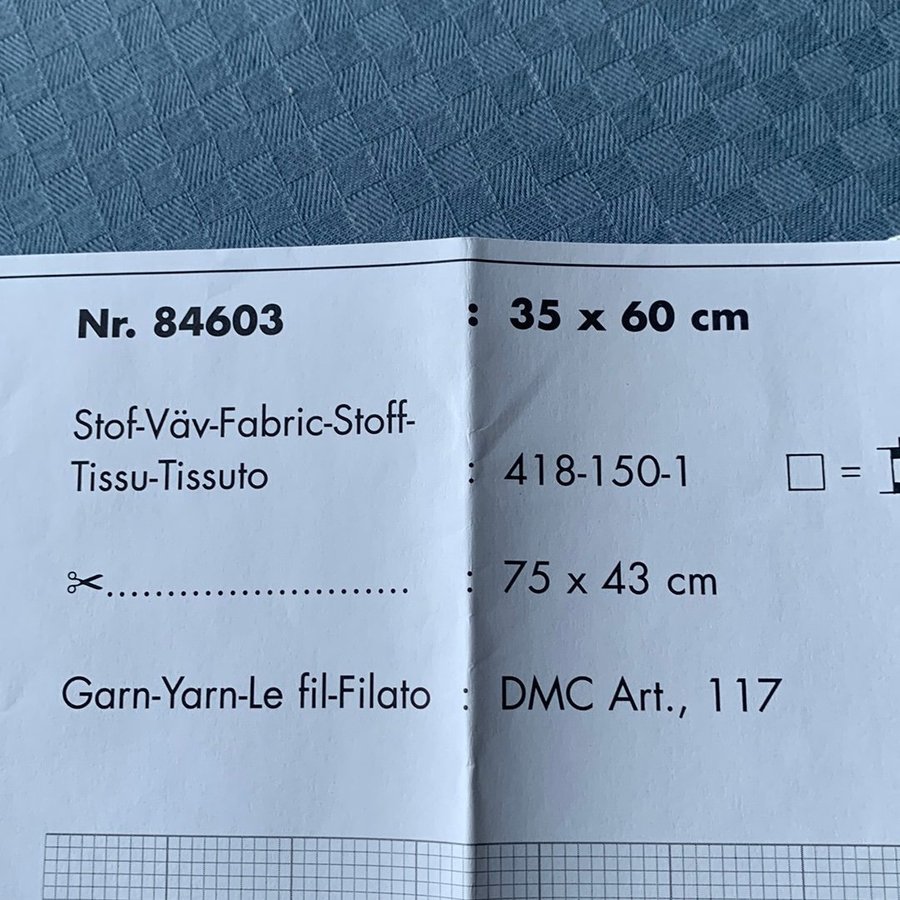 Nr. 84603 : 35 x 60 cm
Stof-Väv-Fabric-Stoff-
Tissu-Tissuto : 418-150-1 □ =
✂........................ : 75 x 43 cm
Garn-Yarn-Le fil-Filato : DMC Art., 117